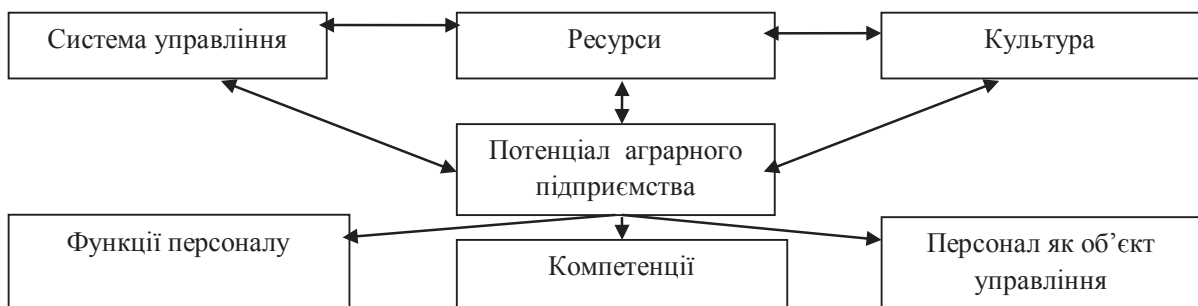 Система управління
Ресурси
Культура
Потенціал аграрного
підприємства
Функції персоналу
Компетенції
Персонал як об’єкт
управління